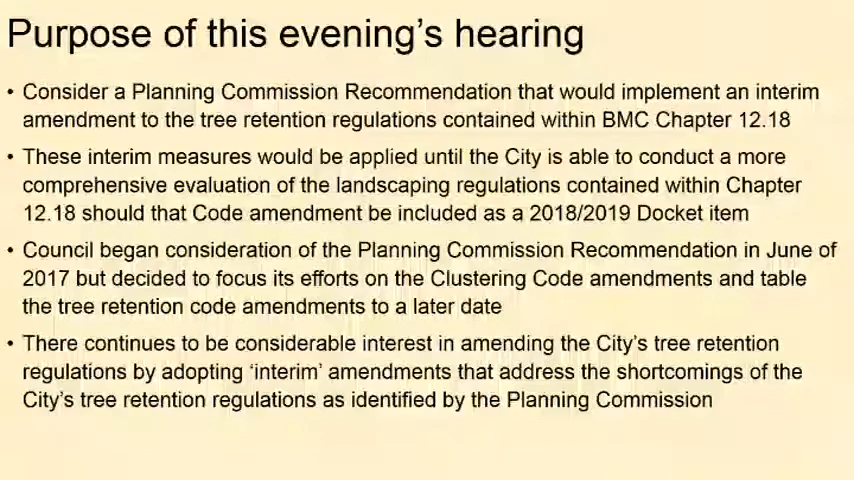 Purpose of this evening’s hearing
• Consider a Planning Commission Recommendation that would implement an interim
amendment to the tree retention regulations contained within BMC Chapter 12.18
• These interim measures would be applied until the City is able to conduct a more
comprehensive evaluation of the landscaping regulations contained within Chapter
12.18 should that Code amendment be included as a 2018/2019 Docket item
• Council began consideration of the Planning Commission Recommendation in June of
2017 but decided to focus its efforts on the Clustering Code amendments and table
the tree retention code amendments to a later date
• There continues to be considerable interest in amending the City’s tree retention
regulations by adopting ‘interim’ amendments that address the shortcomings of the
City’s tree retention regulations as identified by the Planning Commission